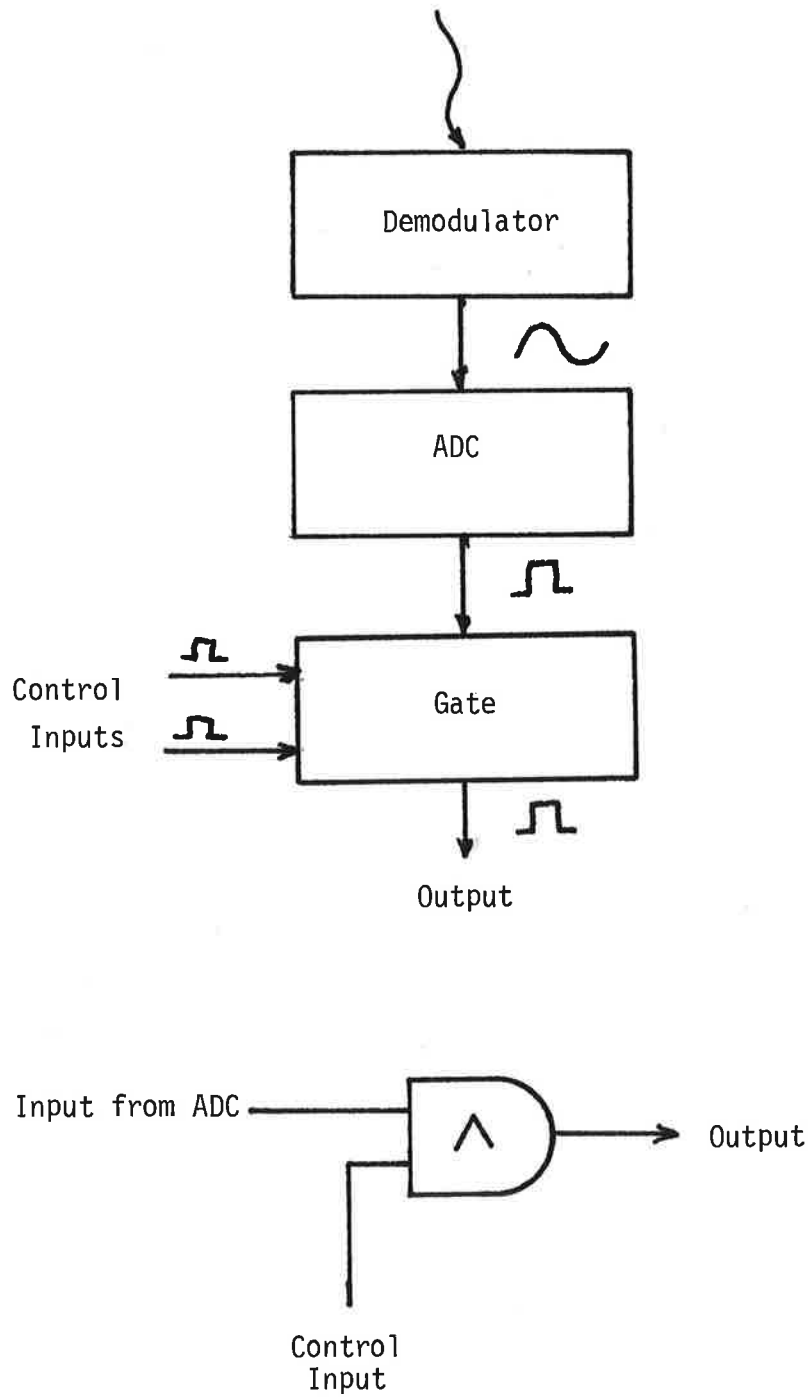 Demodulator
ADC
Control
Inputs
Gate
Output
Input from ADC
∧
Output
Control
Input